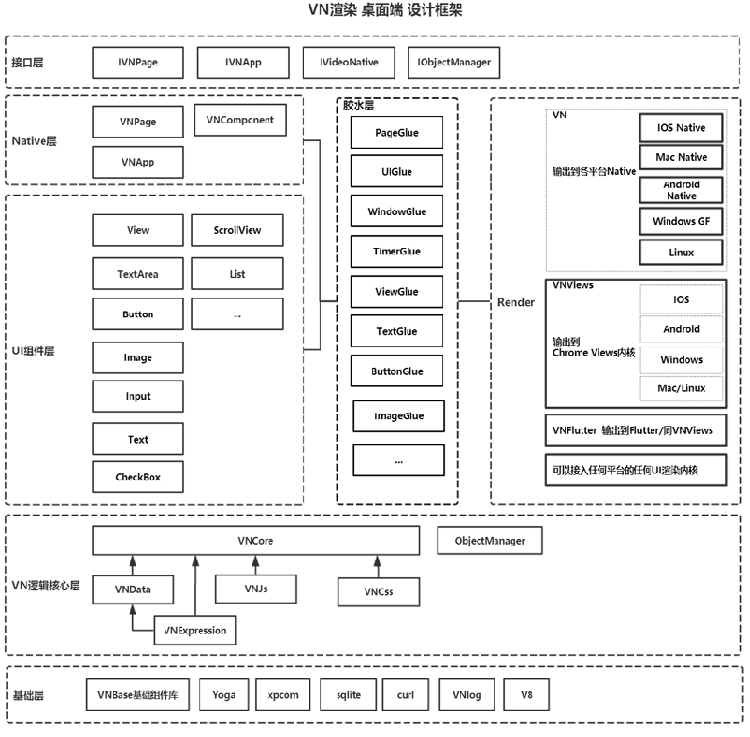 VN渲染 桌面端 设计框架
接口层
IVNPage
IVNApp
IVideoNative
IObjectManager
Native层
VNPage
VNComponent
VNApp
UI组件层
View
ScrollView
TextArea
List
Button
...
Image
Input
Text
CheckBox
胶水层
PageGlue
UIGlue
WindowGlue
TimerGlue
ViewGlue
TextGlue
ButtonGlue
ImageGlue
...
Render
VN
输出到各平台Native
IOS Native
Mac Native
Android
Native
Windows GF
Linux
VNViews
输出到
Chrome Views内核
IOS
Android
Windows
Mac/Linux
VNFlutter 输出到Flutter/同VNViews
可以接入任何平台的任何UI渲染内核
VN逻辑核心层
VNCore
ObjectManager
VNData
VNJs
VNCss
VNExpression
基础层
VNBase基础组件库
Yoga
xpcom
sqlite
curl
VNlog
V8